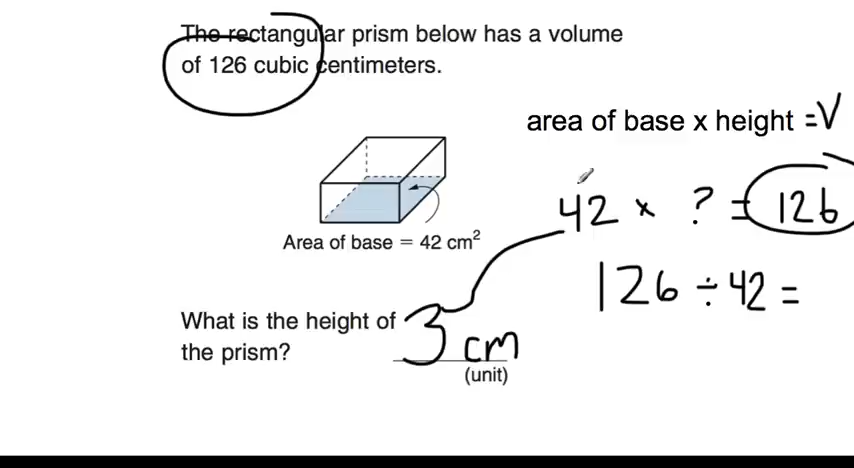 The rectangular prism below has a volume
of 126 cubic centimeters.
area of base x height = V
42 x ? = 126
Area of base = 42 cm²
126 ÷ 42 =
What is the height of
the prism?
3 cm
(unit)